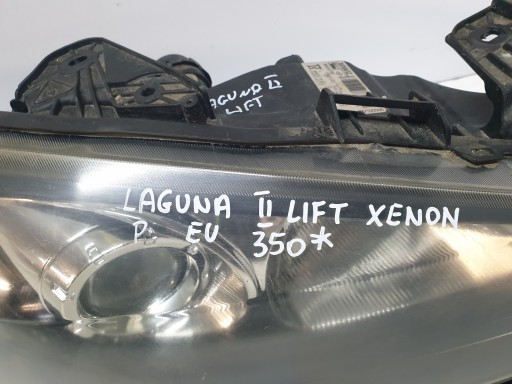 LAGUNA II
LIFT
LAGUNA II LIFT XENON
P. EU 350*